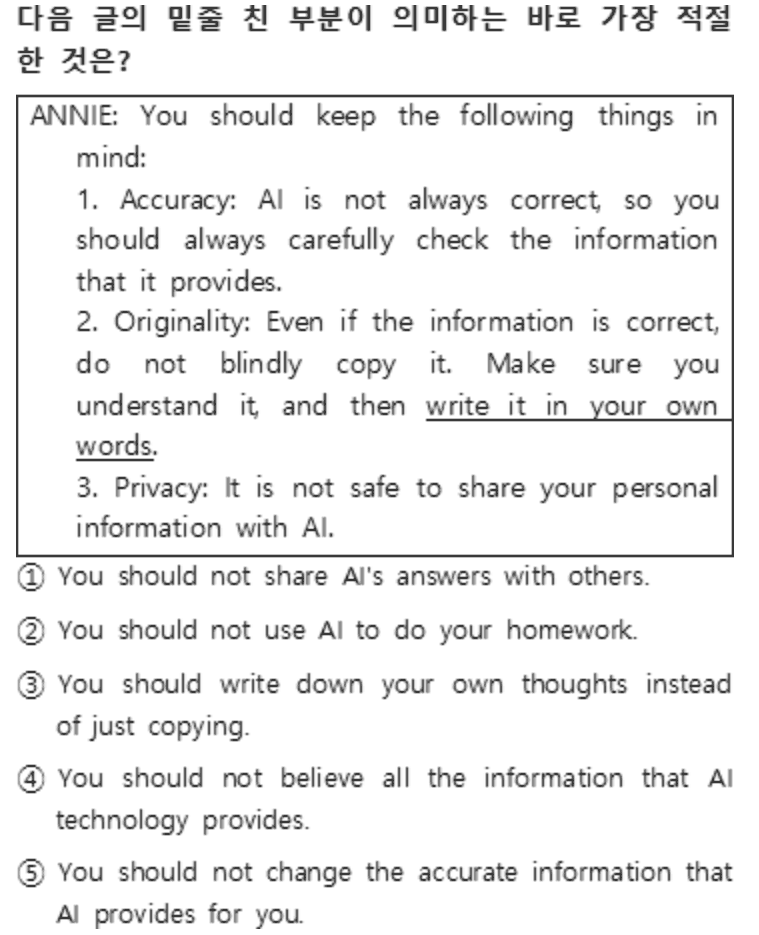 다음 글의 밑줄 친 부분이 의미하는 바로 가장 적절
한 것은?
ANNIE: You should keep the following things in
mind:
1. Accuracy: AI is not always correct, so you
should always carefully check the information
that it provides.
2. Originality: Even if the information is correct,
do not blindly copy it. Make sure you
understand it, and then write it in your own
words.
3. Privacy: It is not safe to share your personal
information with AI.
① You should not share AI's answers with others.
② You should not use AI to do your homework.
③ You should write down your own thoughts instead
of just copying.
④ You should not believe all the information that AI
technology provides.
⑤ You should not change the accurate information that
AI provides for you.